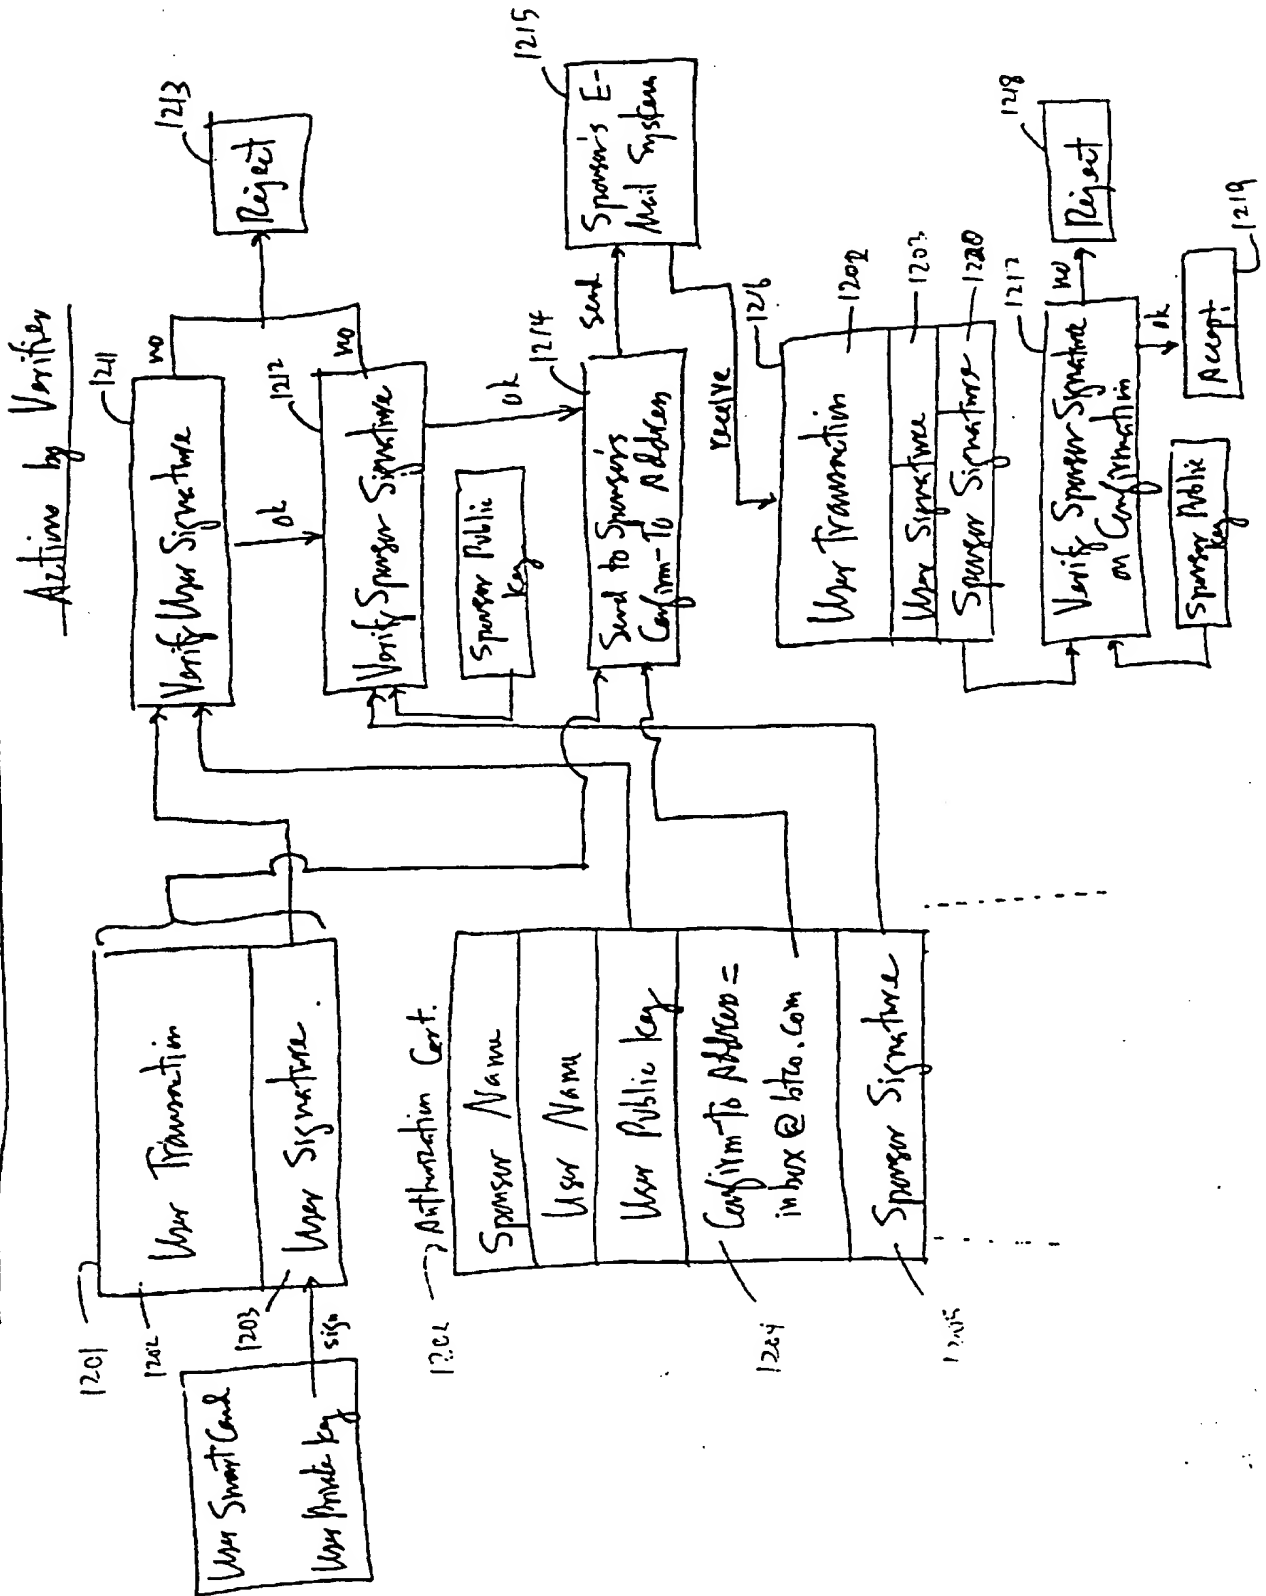 Action by Verifier
User Smart Card
User Private Key
sign
1201
1202
1203
User Transaction
User Signature
Authorization Cert.
Sponsor Name
User Name
User Public Key
Confirm-To Address =
inbox@btco.com
Sponsor Signature
1204
1211
Verify User Signature
no
ok
1212
Verify Sponsor Signature
no
1213
Reject
Sponsor Public
Key
ok
1214
Send to Sponsor's
Confirm-To Address
send
1215
Sponsor's E-
Mail System
receive
1216
User Transaction
1202
User Signature
1203
Sponsor Signature
1220
1217
Verify Sponsor Signature
on Confirmation
no
1218
Reject
ok
Accept
1219
Sponsor Public
Key